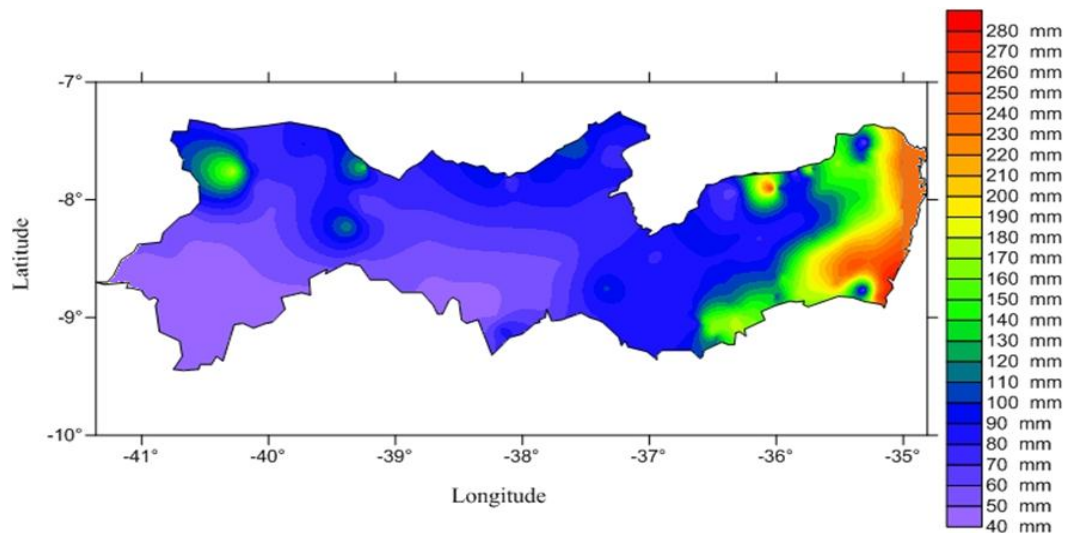 -7°
-8°
-9°
-10°
Latitude
-41°
-40°
-39°
-38°
-37°
-36°
-35°
Longitude
280 mm
270 mm
260 mm
240 mm
230 mm
220 mm
210 mm
200 mm
190 mm
180 mm
170 mm
160 mm
150 mm
140 mm
130 mm
120 mm
110 mm
100 mm
90 mm
80 mm
70 mm
60 mm
50 mm
40 mm